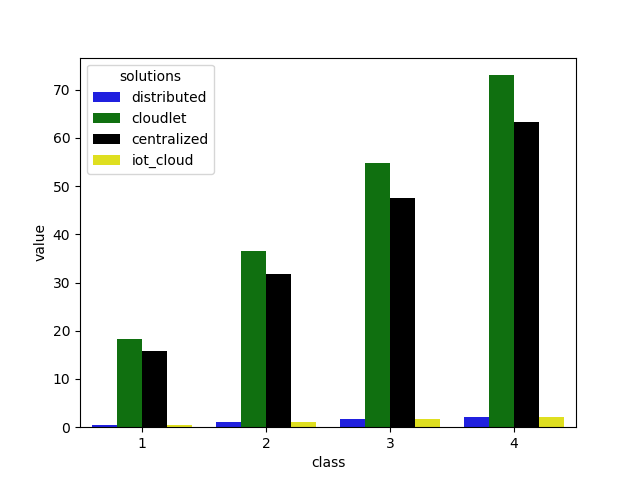 solutions
distributed
cloudlet
centralized
iot_cloud
value
70
60
50
40
30
20
10
0
1 2 3 4
class